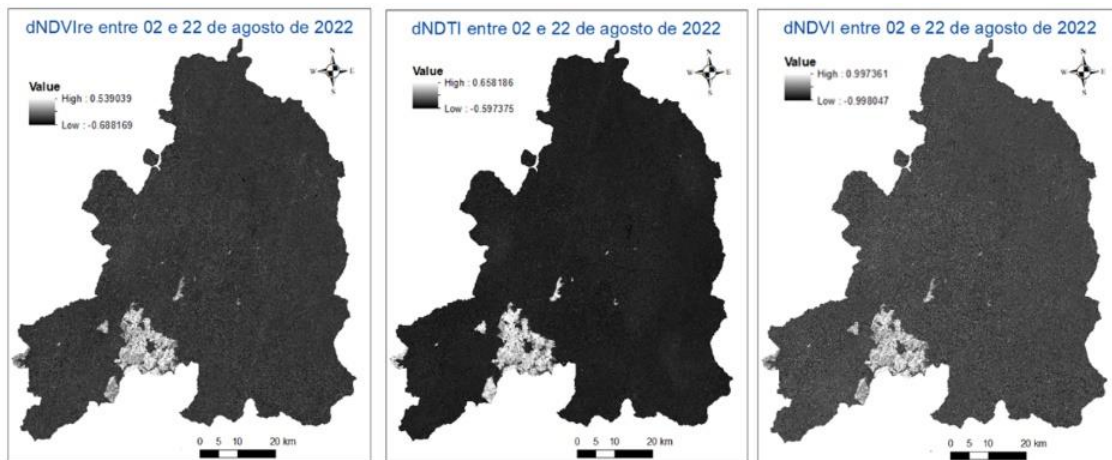 dNDVIre entre 02 e 22 de agosto de 2022
N
W E
S
Value
High : 0.539039
Low : -0.688169
0 5 10 20 km
dNDTI entre 02 e 22 de agosto de 2022
N
W E
S
Value
High : 0.658186
Low : -0.597375
0 5 10 20 km
dNDVI entre 02 e 22 de agosto de 2022
N
W E
S
Value
High : 0.997361
Low : -0.998047
0 5 10 20 km